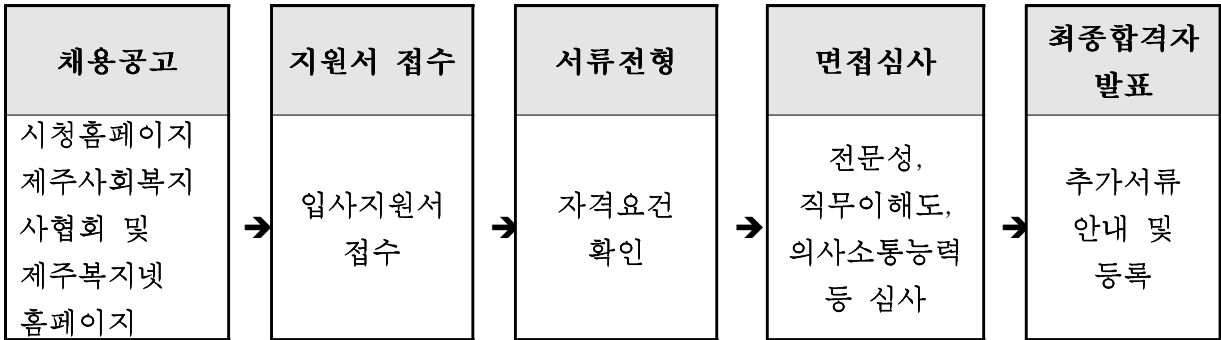 채용공고
시청홈페이지
제주사회복지
사협회 및
제주복지넷
홈페이지
➔
지원서 접수
입사지원서
접수
➔
서류전형
자격요건
확인
➔
면접심사
전문성,
직무이해도,
의사소통능력
등 심사
➔
최종합격자
발표
추가서류
안내 및
등록